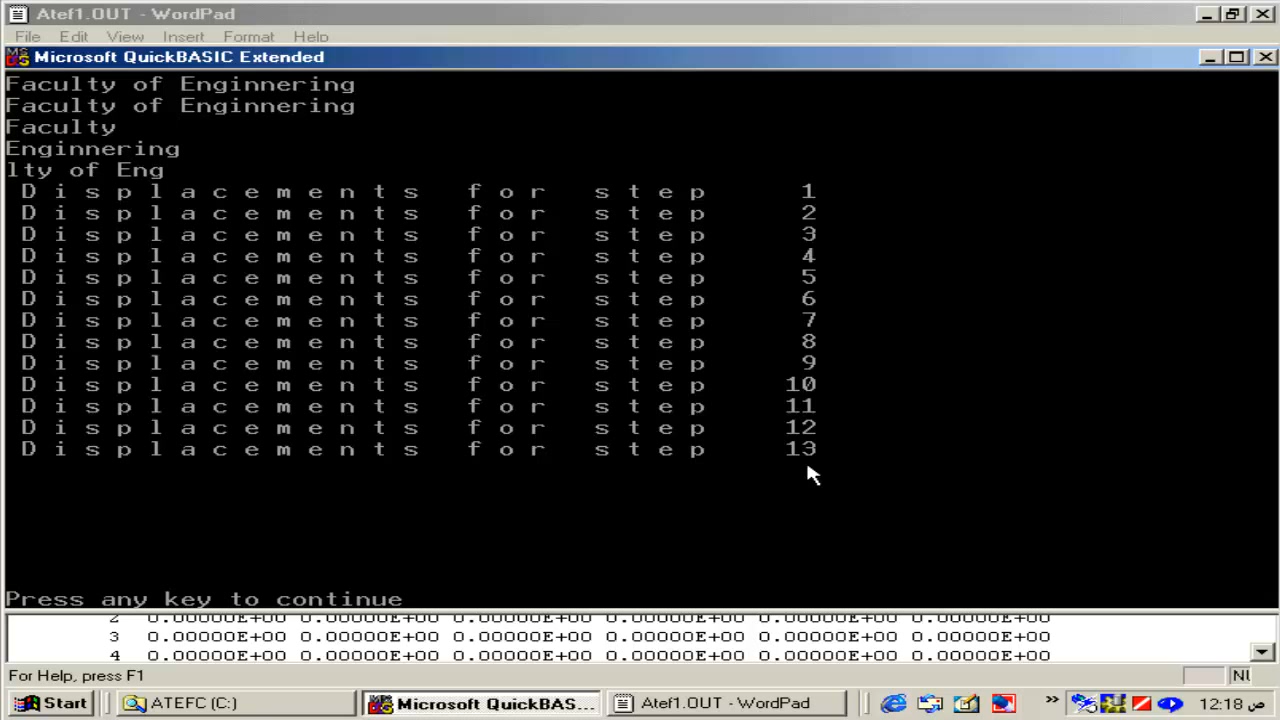 Atef1.OUT - WordPad
File Edit View Insert Format Help
Microsoft QuickBASIC Extended
Faculty of Enginnering
Faculty of Enginnering
Faculty
Enginnering
lty of Eng
D i s p l a c e m e n t s   f o r   s t e p 1
D i s p l a c e m e n t s   f o r   s t e p 2
D i s p l a c e m e n t s   f o r   s t e p 3
D i s p l a c e m e n t s   f o r   s t e p 4
D i s p l a c e m e n t s   f o r   s t e p 5
D i s p l a c e m e n t s   f o r   s t e p 6
D i s p l a c e m e n t s   f o r   s t e p 7
D i s p l a c e m e n t s   f o r   s t e p 8
D i s p l a c e m e n t s   f o r   s t e p 9
D i s p l a c e m e n t s   f o r   s t e p 10
D i s p l a c e m e n t s   f o r   s t e p 11
D i s p l a c e m e n t s   f o r   s t e p 12
D i s p l a c e m e n t s   f o r   s t e p 13
Press any key to continue
2 0.00000E+00 0.00000E+00 0.00000E+00 0.00000E+00 0.00000E+00 0.00000E+00
3 0.00000E+00 0.00000E+00 0.00000E+00 0.00000E+00 0.00000E+00 0.00000E+00
4 0.00000E+00 0.00000E+00 0.00000E+00 0.00000E+00 0.00000E+00 0.00000E+00
For Help, press F1
Start ATEFC (C:) Microsoft QuickBAS... Atef1.OUT - WordPad 12:18 ص